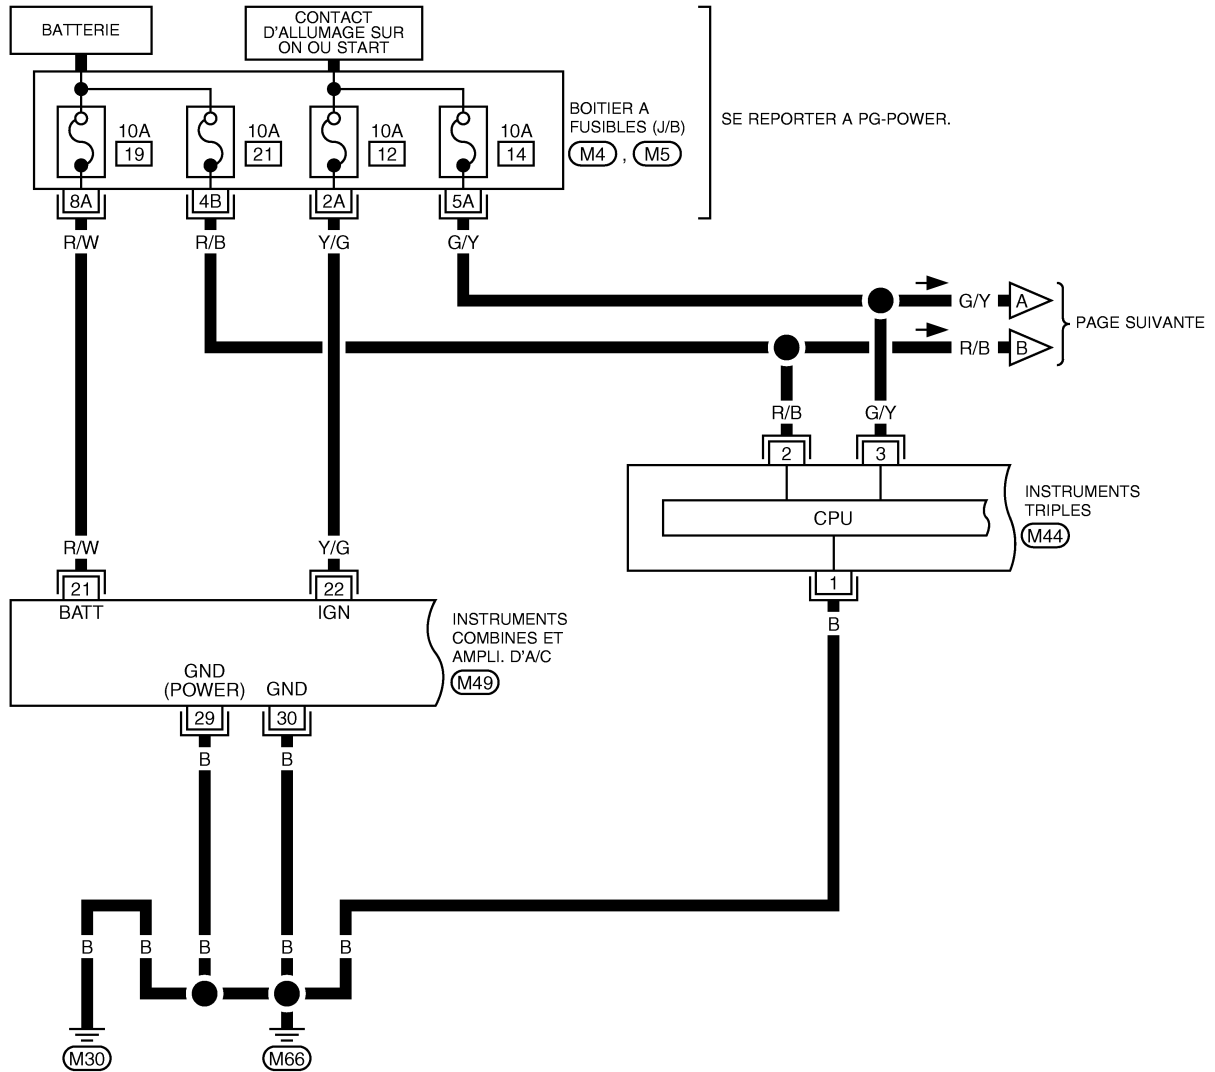 BATTERIE
CONTACT
D'ALLUMAGE SUR
ON OU START
10A
19
10A
21
10A
12
10A
14
BOITIER A
FUSIBLES (J/B)
M4 , M5
SE REPORTER A PG-POWER.
8A
4B
2A
5A
R/W
R/B
Y/G
G/Y
G/Y
A
R/B
B
PAGE SUIVANTE
R/B
G/Y
2
3
CPU
INSTRUMENTS
TRIPLES
M44
1
B
R/W
Y/G
21
22
BATT
IGN
INSTRUMENTS
COMBINES ET
AMPLI. D'A/C
M49
GND
(POWER)
GND
29
30
B
B
B
B
B
B
B
M30
M66